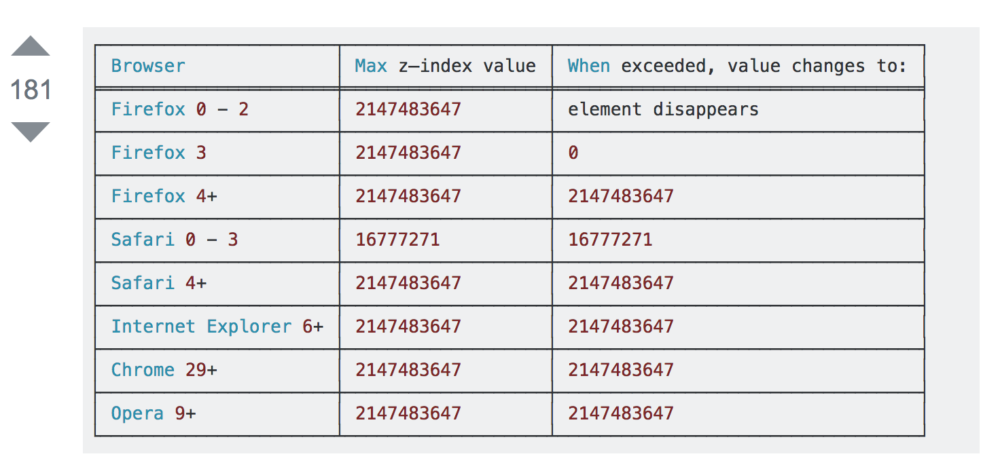 181
Browser Max z–index value When exceeded, value changes to:
Firefox 0 – 2 2147483647 element disappears
Firefox 3 2147483647 0
Firefox 4+ 2147483647 2147483647
Safari 0 – 3 16777271 16777271
Safari 4+ 2147483647 2147483647
Internet Explorer 6+ 2147483647 2147483647
Chrome 29+ 2147483647 2147483647
Opera 9+ 2147483647 2147483647